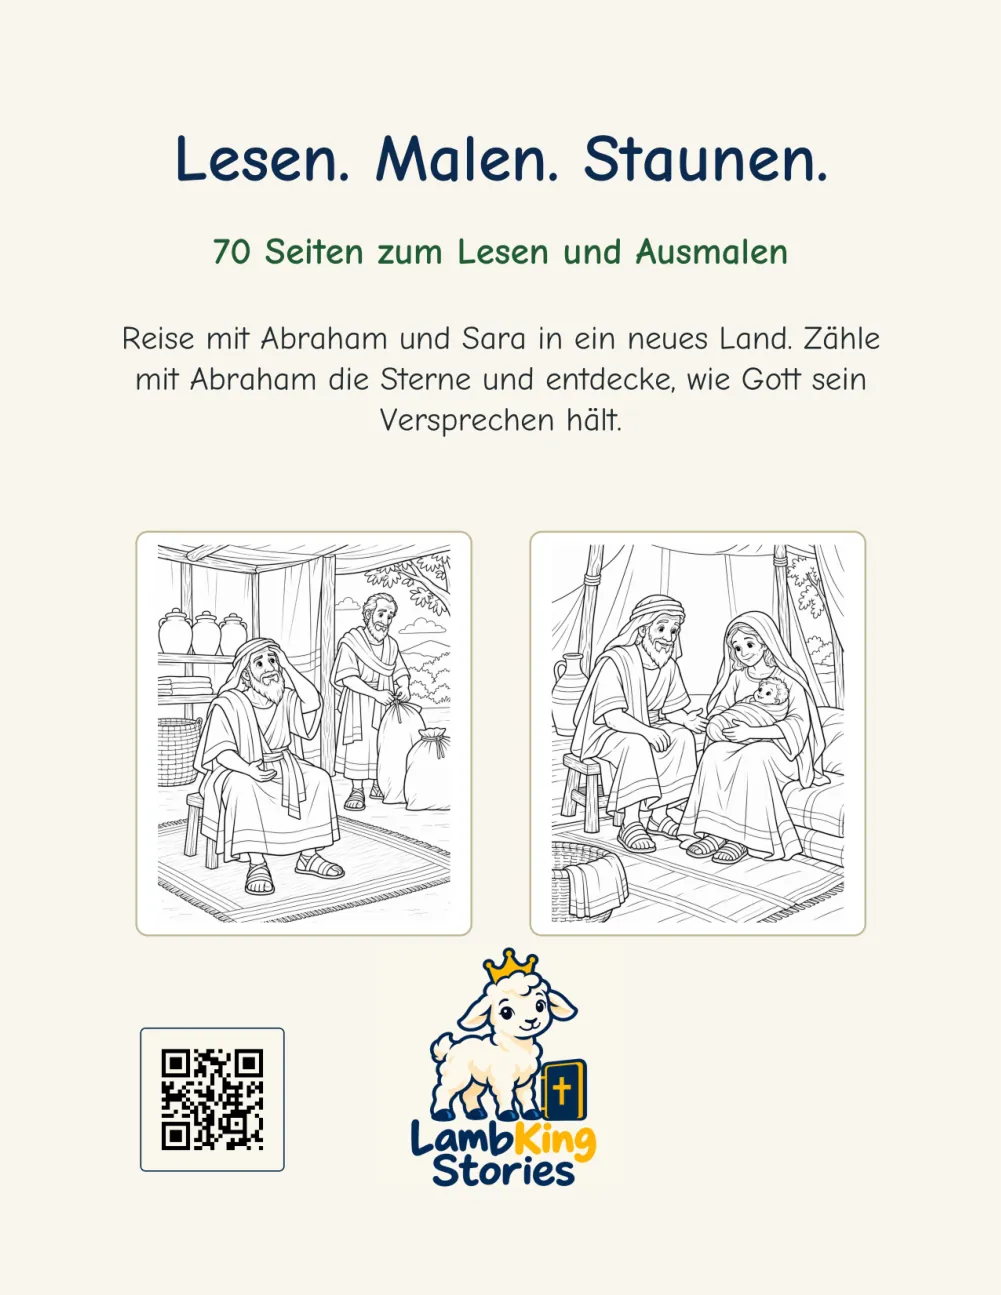 Lesen. Malen. Staunen.
70 Seiten zum Lesen und Ausmalen
Reise mit Abraham und Sara in ein neues Land. Zähle
mit Abraham die Sterne und entdecke, wie Gott sein
Versprechen hält.
LambKing
Stories